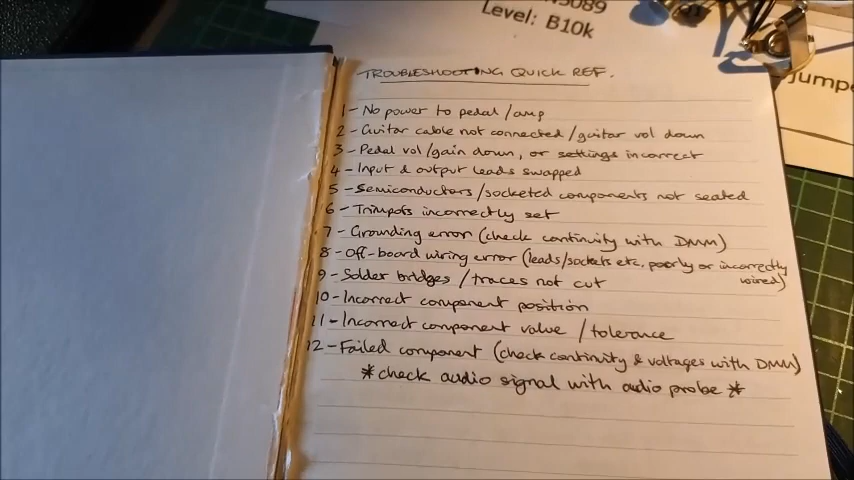 5089
Level: B10k
Jumpe
TROUBLESHOOTING QUICK REF.
1 - No power to pedal/amp
2 - Guitar cable not connected/guitar vol down
3 - Pedal vol/gain down, or settings incorrect
4 - Input & output leads swapped
5 - Semiconductors/socketed components not seated
6 - Trimpots incorrectly set
7 - Grounding error (check continuity with DMM)
8 - Off-board wiring error (leads/sockets etc. poorly or incorrectly
wired)
9 - Solder bridges/traces not cut
10 - Incorrect component position
11 - Incorrect component value/tolerance
12 - Failed component (check continuity & voltages with DMM)
*check audio signal with audio probe*